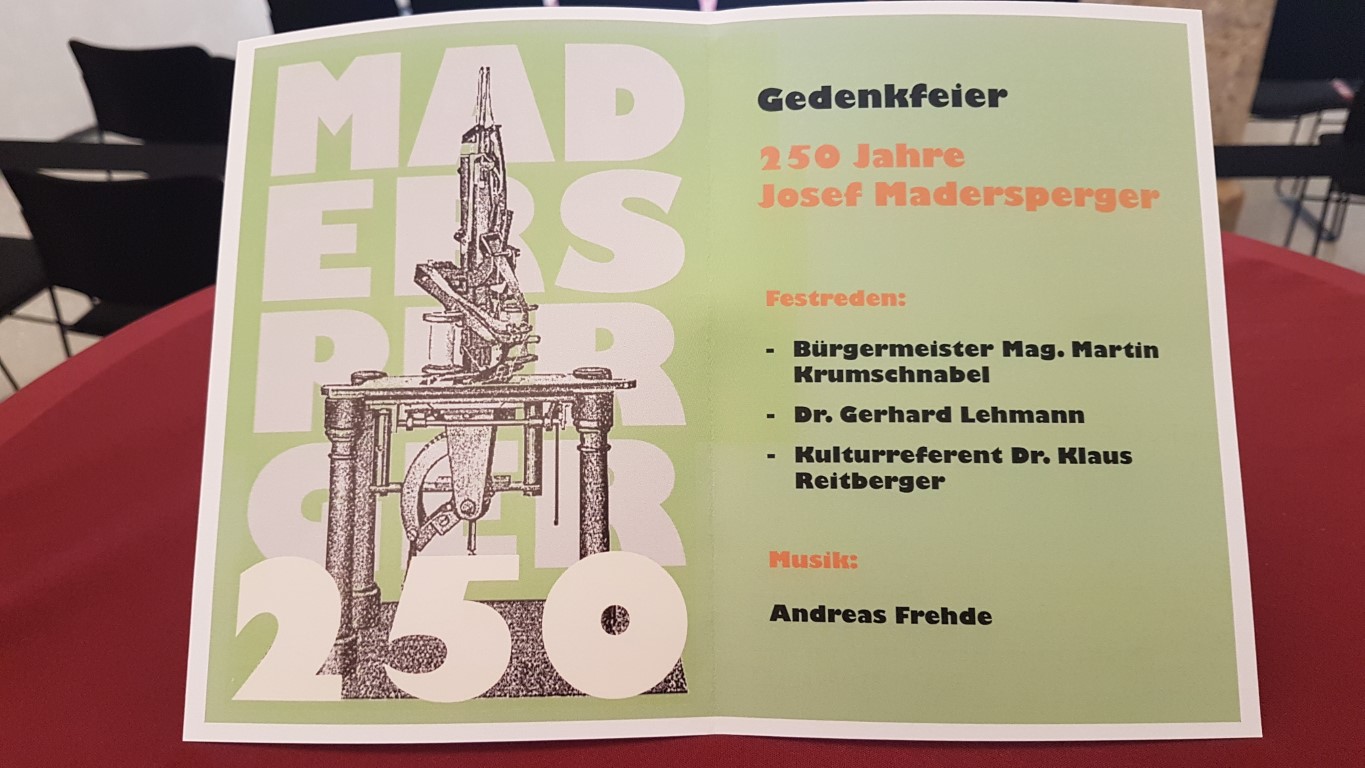 MAD
ERS
PER
GER
250
Gedenkfeier
250 Jahre
Josef Madersperger
Festreden:
- Bürgermeister Mag. Martin
Krumschnabel
- Dr. Gerhard Lehmann
- Kulturreferent Dr. Klaus
Reitberger
Musik:
Andreas Frehde